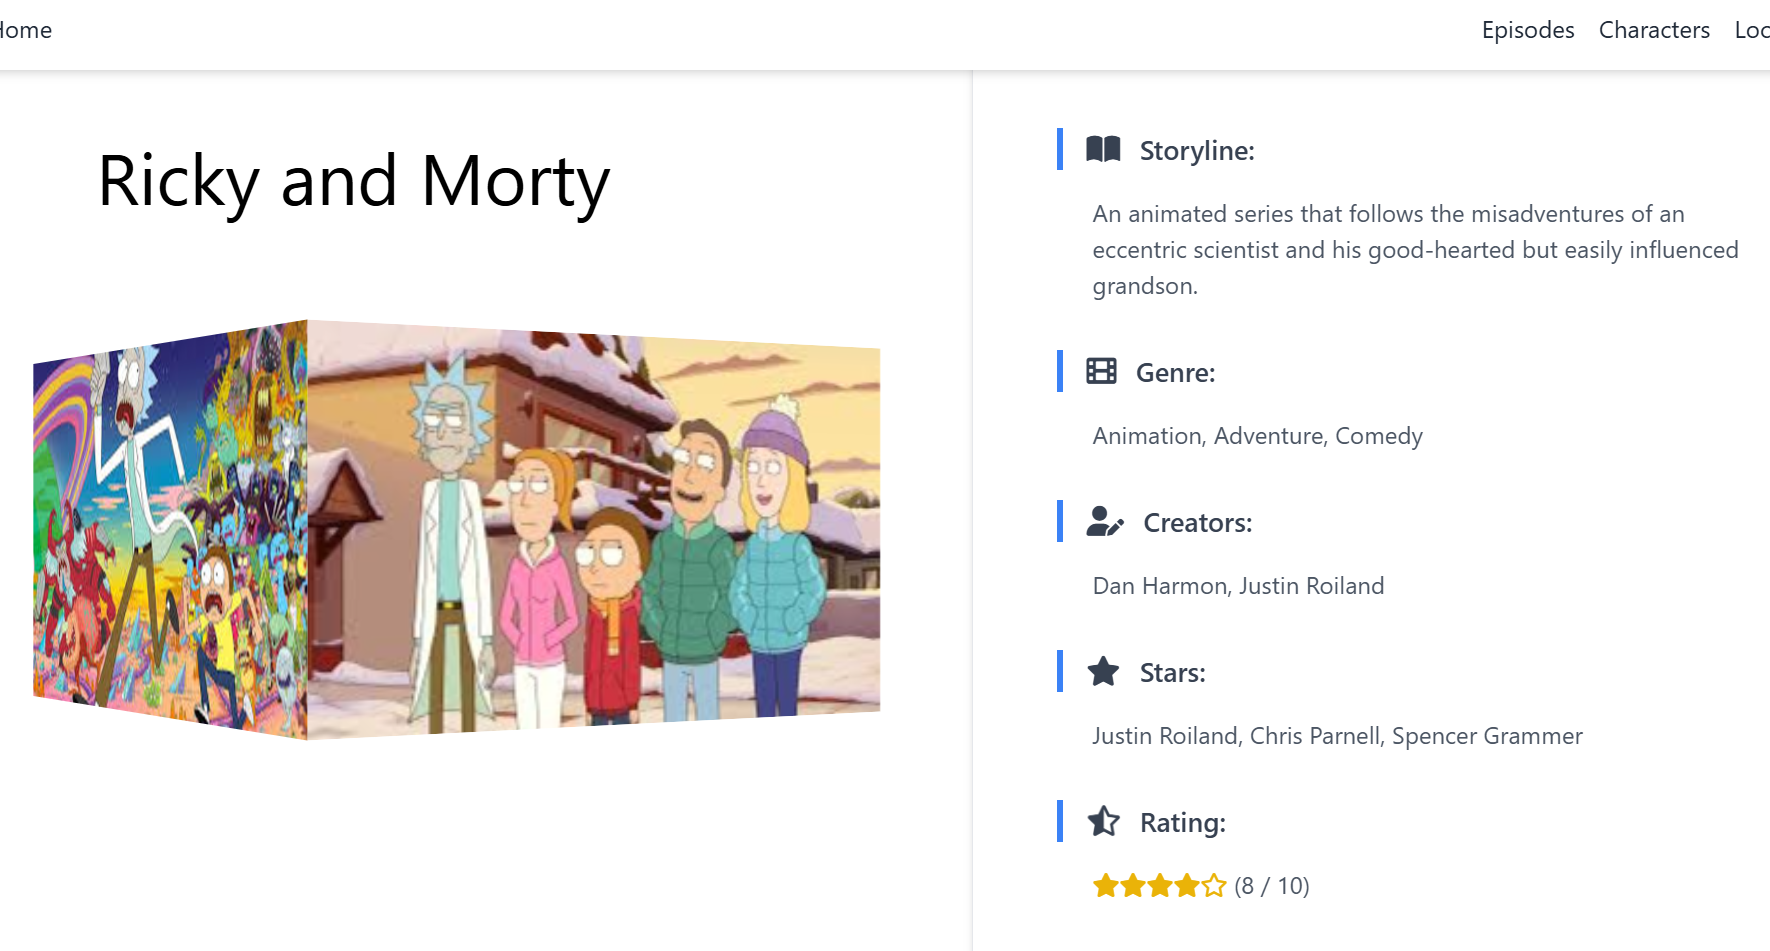 Episodes Characters
Ricky and Morty
Storyline:
An animated series that follows the misadventures of an
eccentric scientist and his good-hearted but easily influenced
grandson.
Genre:
Animation, Adventure, Comedy
Creators:
Dan Harmon, Justin Roiland
Stars:
Justin Roiland, Chris Parnell, Spencer Grammer
Rating:
(8 / 10)